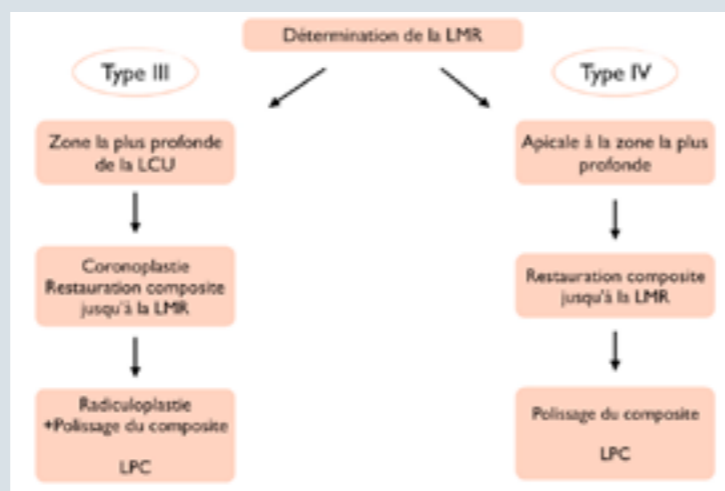 Détermination de la LMR
Type III
Type IV
Zone la plus profonde
de la LCU
Apicale à la zone la plus
profonde
Coronoplastie
Restauration composite
jusqu'à la LMR
Restauration composite
jusqu'à la LMR
Radiculoplastie
+Polissage du composite
LPC
Polissage du composite
LPC